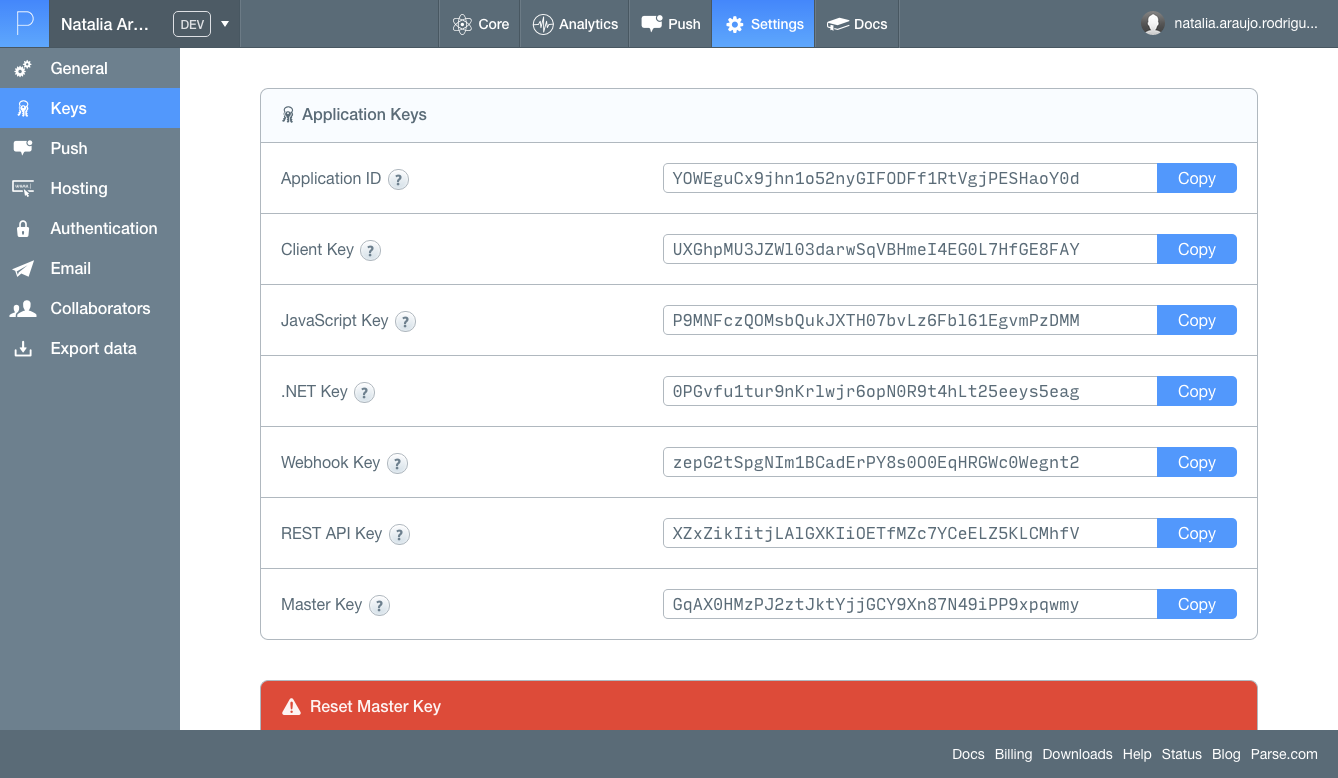 P Natalia Ar... DEV Core Analytics Push Settings Docs natalia.araujo.rodrigu...
General
Keys
Push
Hosting
Authentication
Email
Collaborators
Export data
Application Keys
Application ID ? YOWEguCx9jhn1o52nyGIFODFf1RtVgjPESHaoY0d Copy
Client Key ? UXGhpMU3JZWl03darwSqVBHmeI4EG0L7HfGE8FAY Copy
JavaScript Key ? P9MNFczQOMsbQukJXTH07bvLz6Fbl61EgvmPzDMM Copy
.NET Key ? 0PGvfu1tur9nKrlwjr6opN0R9t4hLt25eeys5eag Copy
Webhook Key ? zepG2tSpgNIm1BCadErPY8s0O0EqHRGWc0Wegnt2 Copy
REST API Key ? XZxZikIitjLAlGXKIiOETfMZc7YCeELZ5KLCMhfV Copy
Master Key ? GqAX0HMzPJ2ztJktYjjGCY9Xn87N49iPP9xpqwmy Copy
Reset Master Key
Docs Billing Downloads Help Status Blog Parse.com